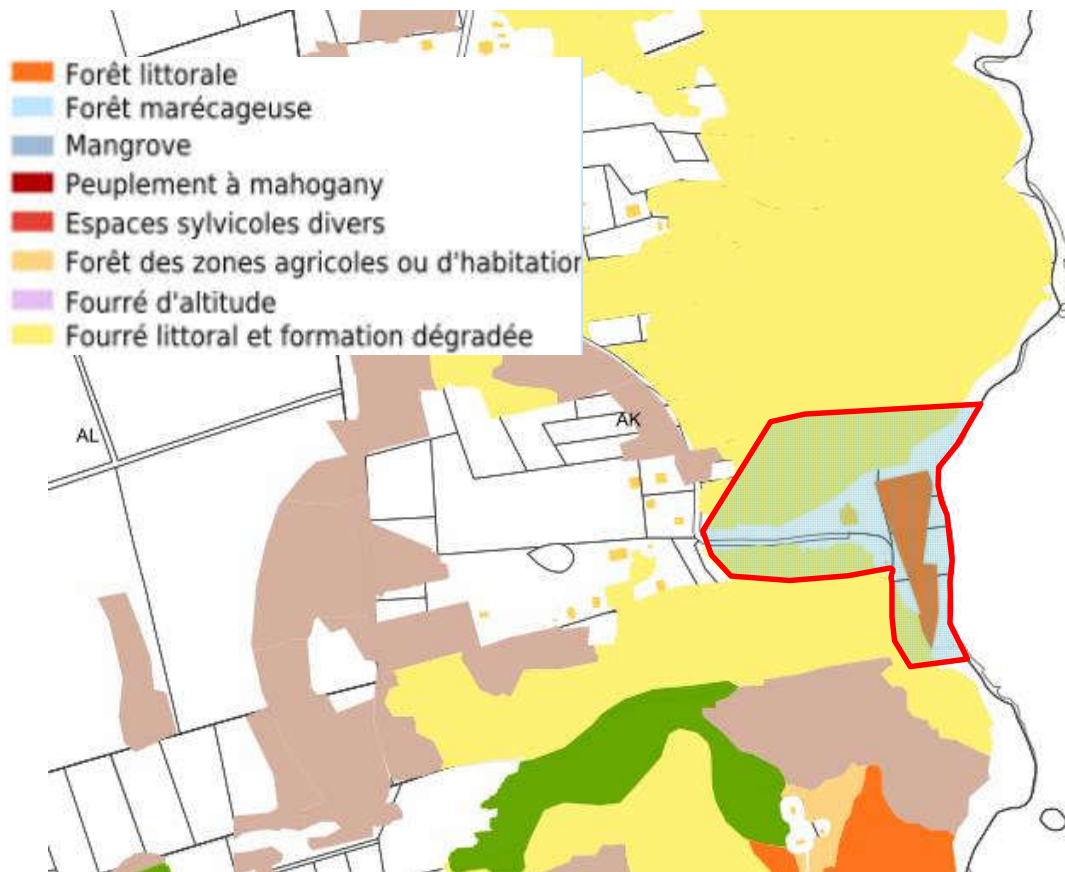 Forêt littorale
Forêt marécageuse
Mangrove
Peuplement à mahogany
Espaces sylvicoles divers
Forêt des zones agricoles ou d'habitation
Fourré d'altitude
Fourré littoral et formation dégradée
AL
AK